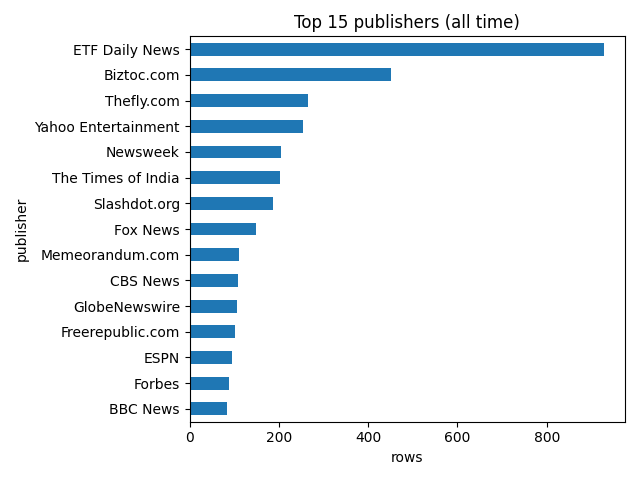 Top 15 publishers (all time)
publisher
ETF Daily News
Biztoc.com
Thefly.com
Yahoo Entertainment
Newsweek
The Times of India
Slashdot.org
Fox News
Memeorandum.com
CBS News
GlobeNewswire
Freerepublic.com
ESPN
Forbes
BBC News
0 200 400 600 800
rows